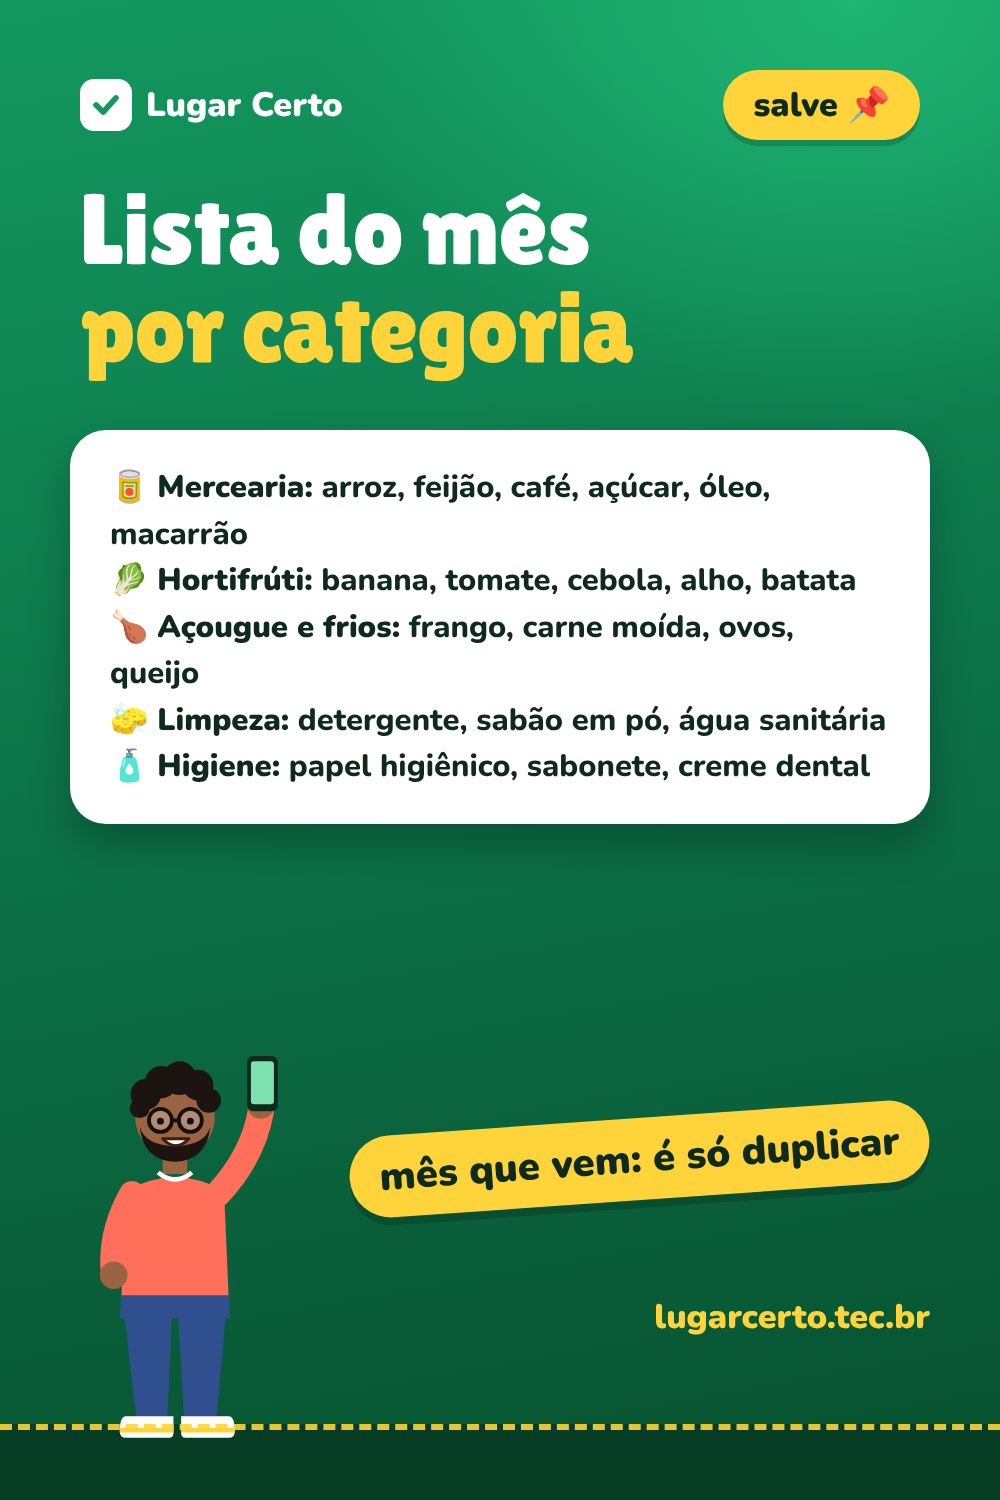 Lugar Certo
salve 📌
Lista do mês
por categoria
🥫 Mercearia: arroz, feijão, café, açúcar, óleo,
macarrão
🥬 Hortifrúti: banana, tomate, cebola, alho, batata
🍗 Açougue e frios: frango, carne moída, ovos,
queijo
🧽 Limpeza: detergente, sabão em pó, água sanitária
🧴 Higiene: papel higiênico, sabonete, creme dental
mês que vem: é só duplicar
lugarcerto.tec.br